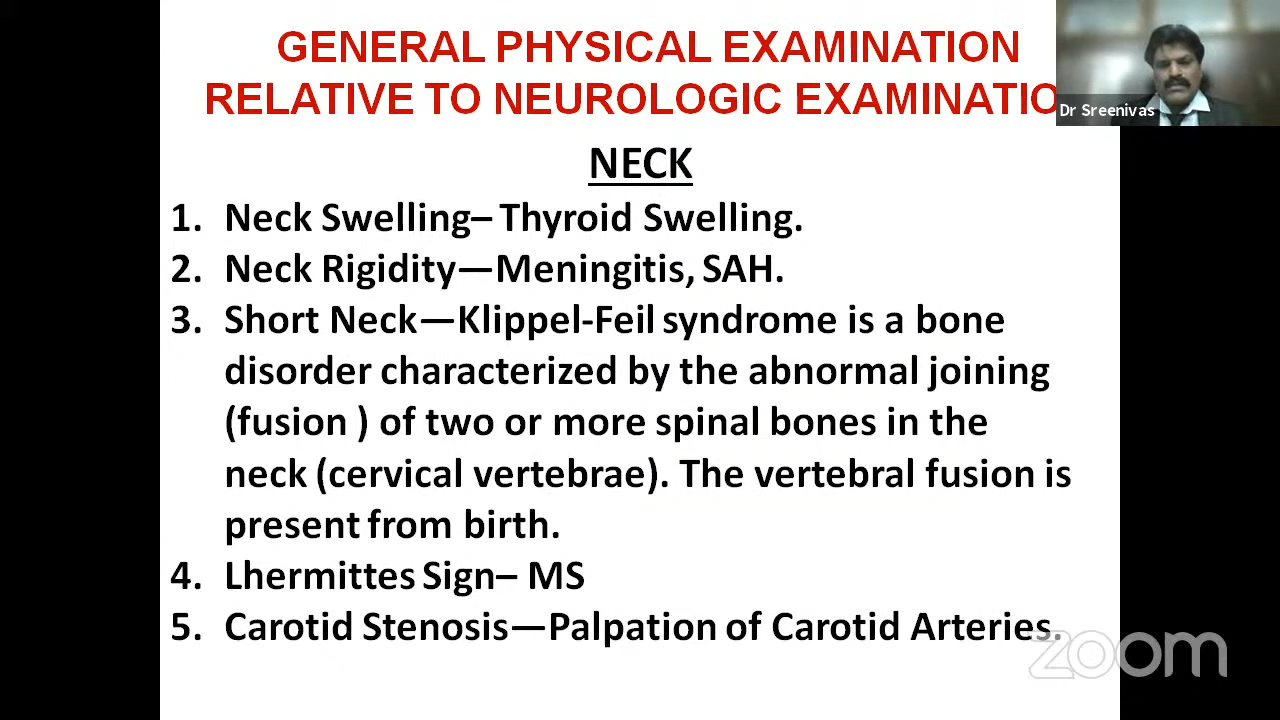 GENERAL PHYSICAL EXAMINATION
RELATIVE TO NEUROLOGIC EXAMINATIO
Dr Sreenivas
NECK
1. Neck Swelling– Thyroid Swelling.
2. Neck Rigidity—Meningitis, SAH.
3. Short Neck—Klippel-Feil syndrome is a bone
disorder characterized by the abnormal joining
(fusion ) of two or more spinal bones in the
neck (cervical vertebrae). The vertebral fusion is
present from birth.
4. Lhermittes Sign– MS
5. Carotid Stenosis—Palpation of Carotid Arteries.
zoom